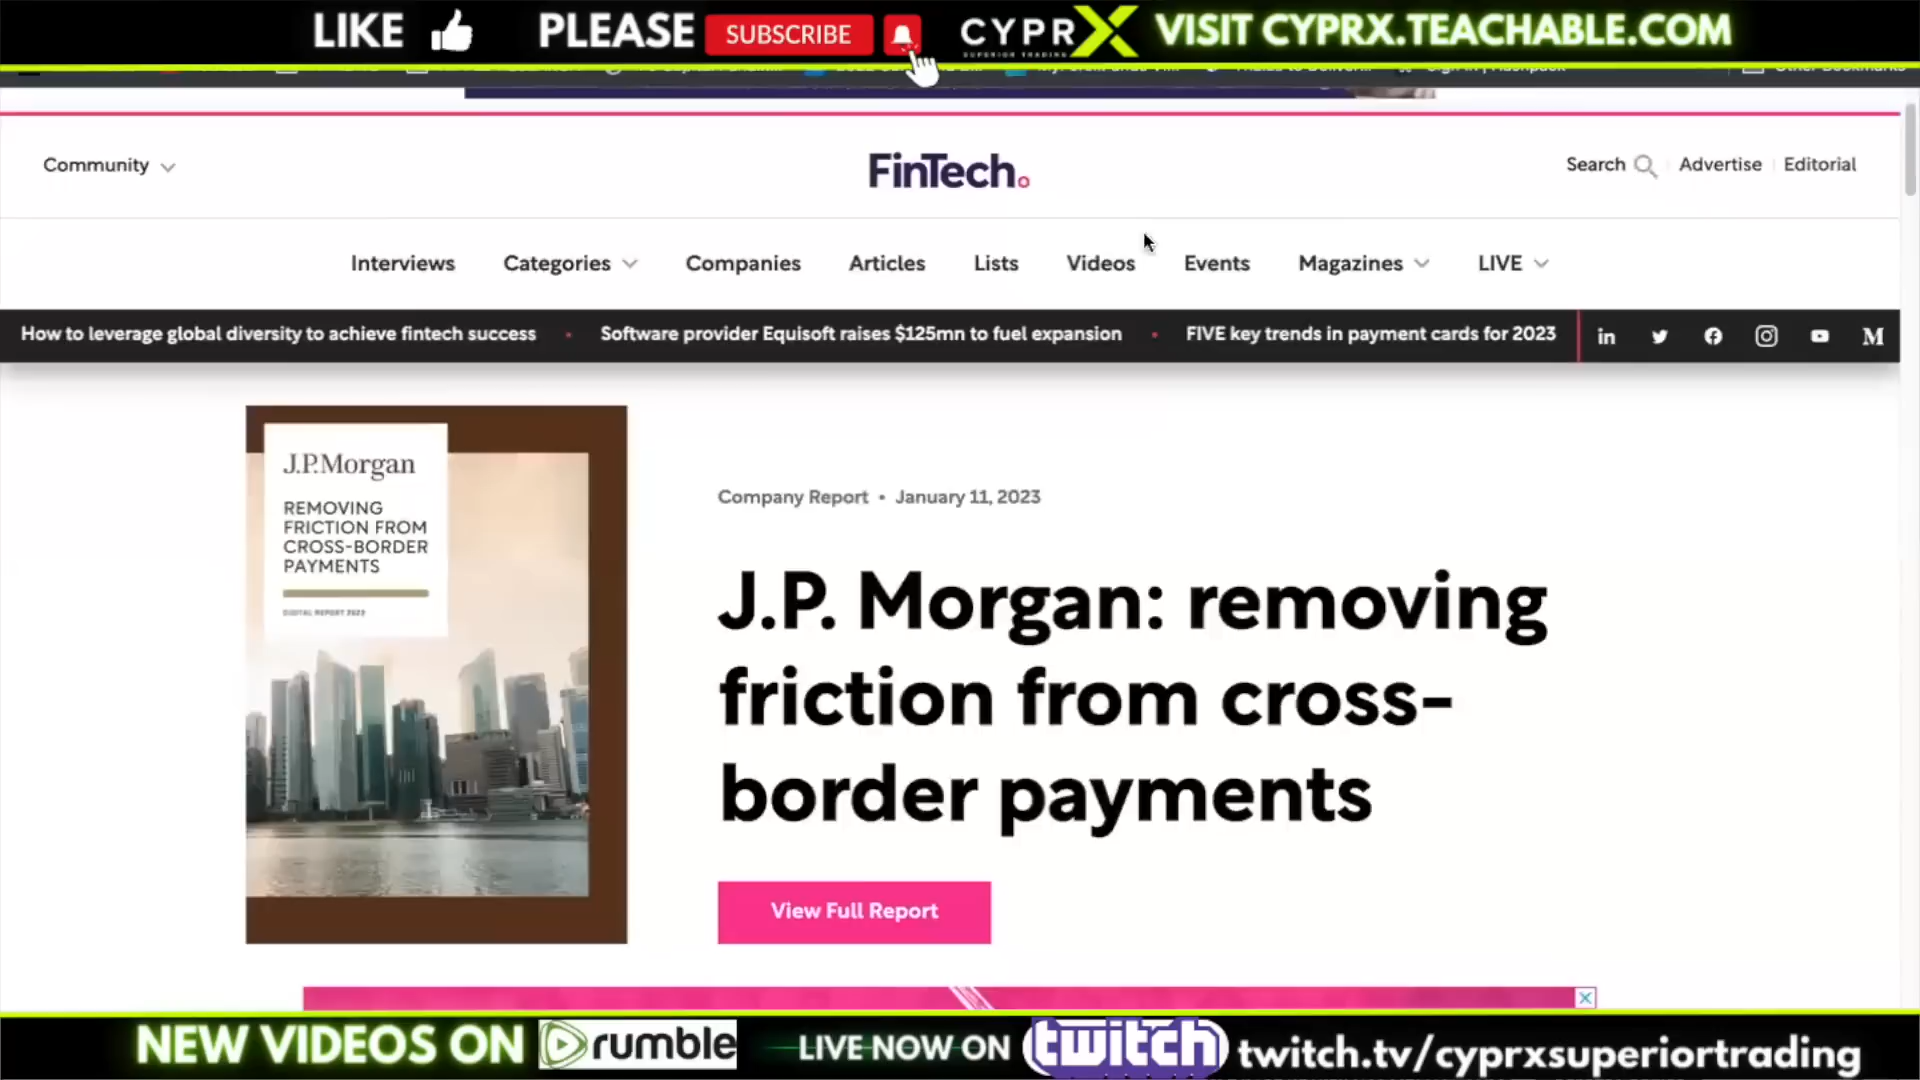 LIKE PLEASE SUBSCRIBE CYPRX VISIT CYPRX.TEACHABLE.COM
SUPERIOR TRADING
Community FinTech. Search Advertise Editorial
Interviews Categories Companies Articles Lists Videos Events Magazines LIVE
How to leverage global diversity to achieve fintech success • Software provider Equisoft raises $125mn to fuel expansion • FIVE key trends in payment cards for 2023
J.P.Morgan
REMOVING
FRICTION FROM
CROSS-BORDER
PAYMENTS
Company Report • January 11, 2023
J.P. Morgan: removing
friction from cross-
border payments
View Full Report
NEW VIDEOS ON rumble LIVE NOW ON twitch twitch.tv/cyprxsuperiortrading